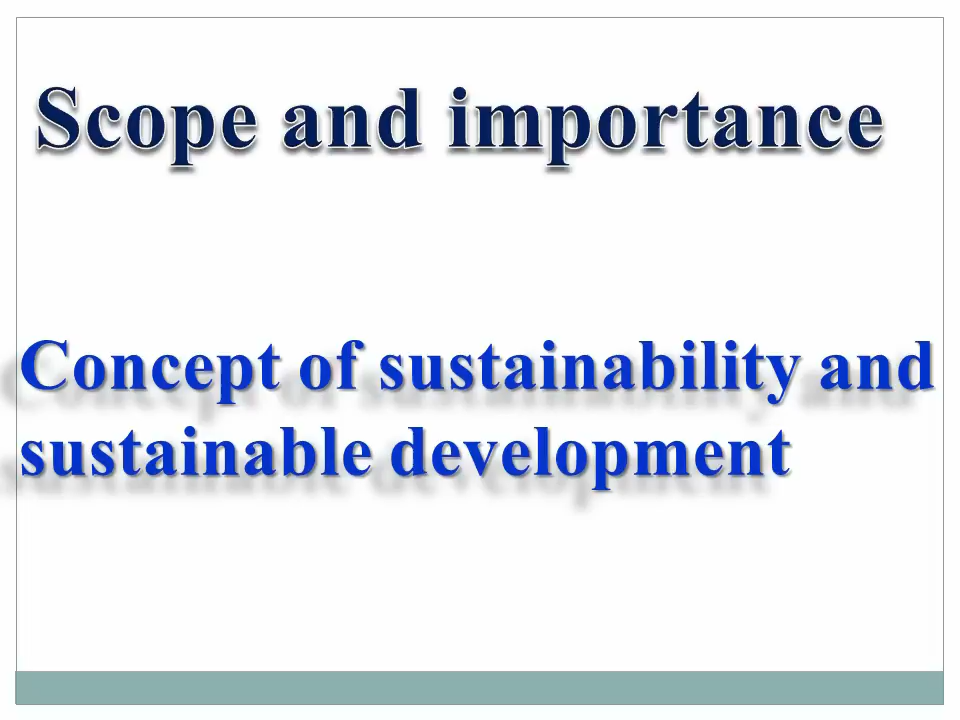 Scope and importance
Concept of sustainability and
sustainable development